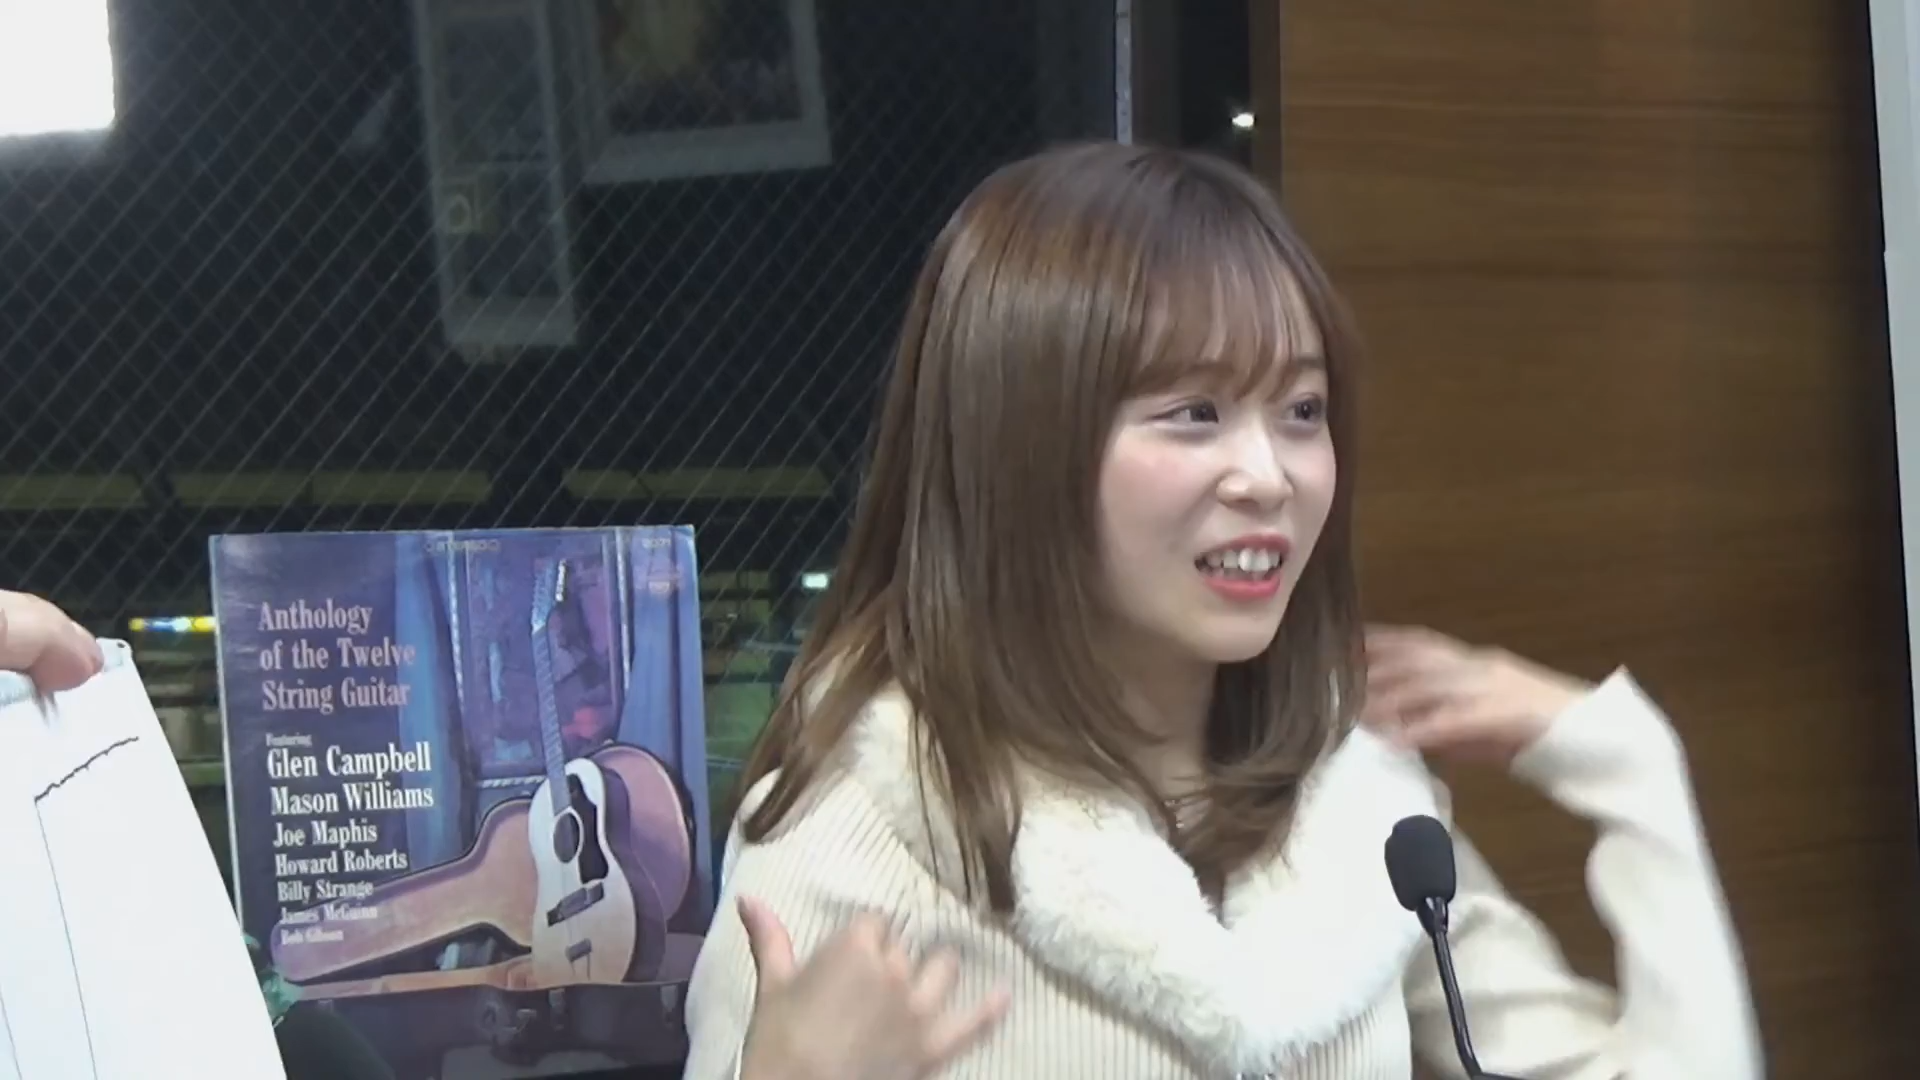 STEREO
Anthology
of the Twelve
String Guitar
Featuring
Glen Campbell
Mason Williams
Joe Maphis
Howard Roberts
Billy Strange
James McGuinn
Bob Gibson